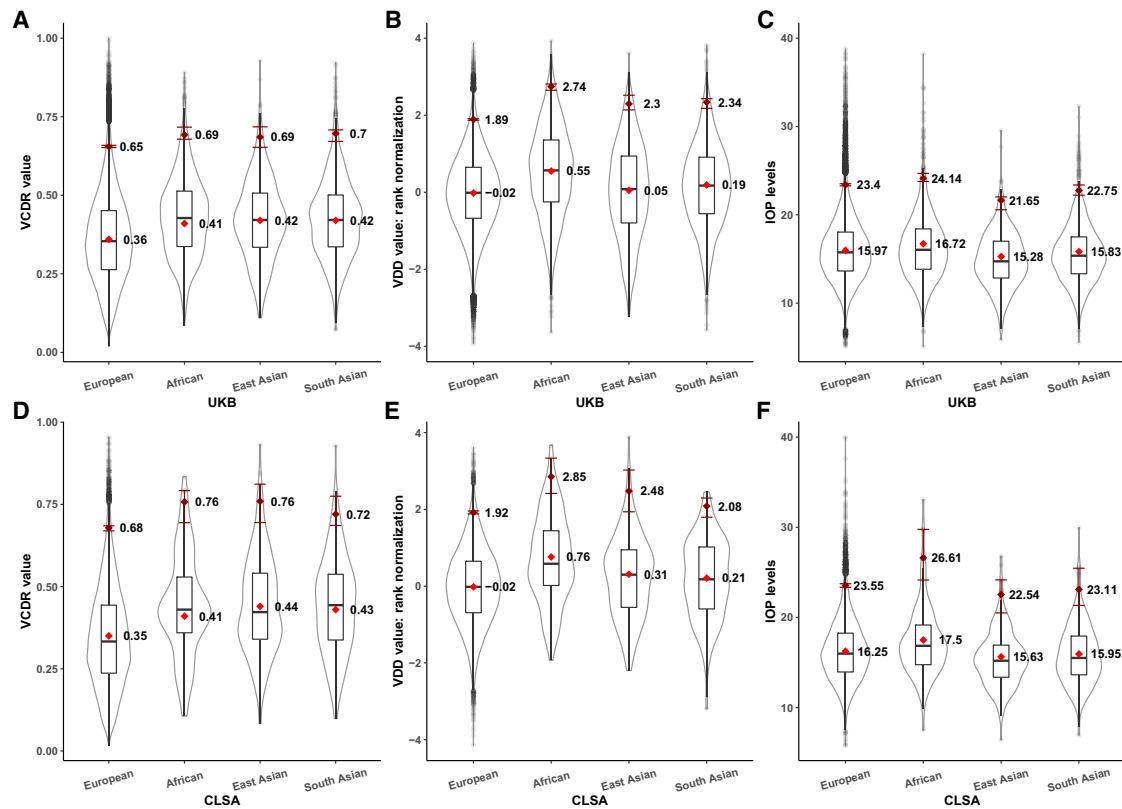 A
VCDR value
1.00
0.75
0.50
0.25
0.00
0.65
0.36
0.69
0.41
0.69
0.42
0.7
0.42
European
African
East Asian
South Asian
UKB
B
VDD value: rank normalization
4
2
0
−2
−4
1.89
−0.02
2.74
0.55
2.3
0.05
2.34
0.19
European
African
East Asian
South Asian
UKB
C
IOP levels
40
30
20
10
23.4
15.97
24.14
16.72
21.65
15.28
22.75
15.83
European
African
East Asian
South Asian
UKB
D
VCDR value
1.00
0.75
0.50
0.25
0.00
0.68
0.35
0.76
0.41
0.76
0.44
0.72
0.43
European
African
East Asian
South Asian
CLSA
E
VDD value: rank normalization
4
2
0
−2
−4
1.92
−0.02
2.85
0.76
2.48
0.31
2.08
0.21
European
African
East Asian
South Asian
CLSA
F
IOP levels
40
30
20
10
23.55
16.25
26.61
17.5
22.54
15.63
23.11
15.95
European
African
East Asian
South Asian
CLSA